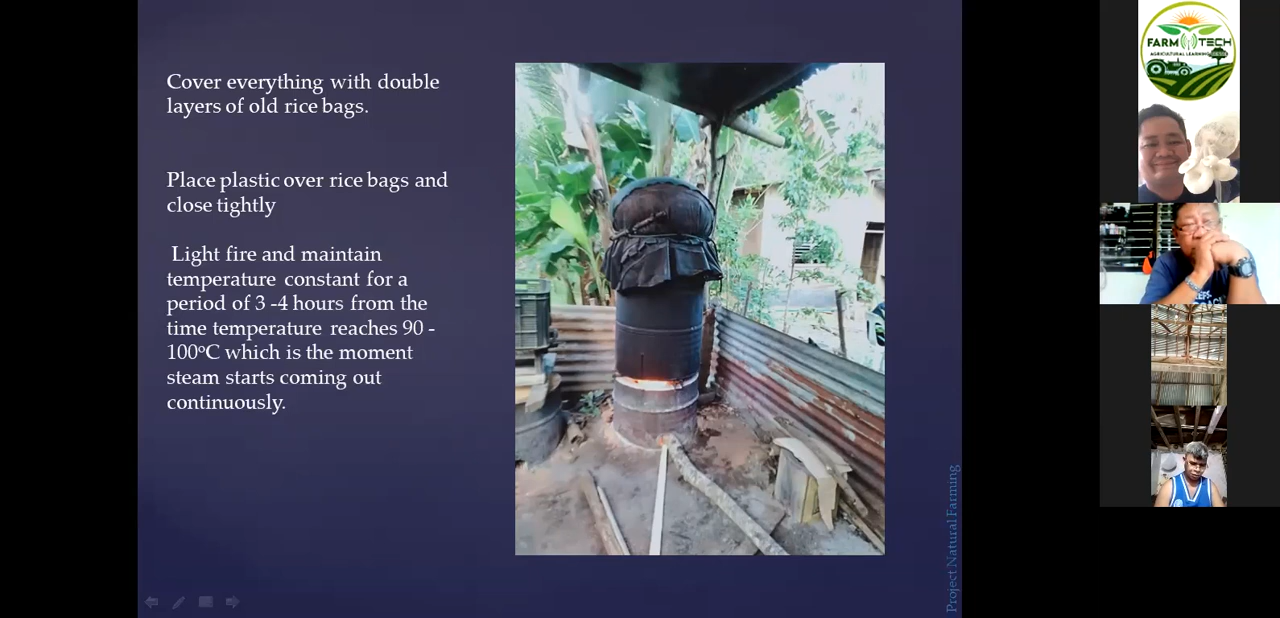 Cover everything with double
layers of old rice bags.
Place plastic over rice bags and
close tightly
Light fire and maintain
temperature constant for a
period of 3 -4 hours from the
time temperature reaches 90 -
100ºC which is the moment
steam starts coming out
continuously.
Project Natural Farming
FARM TECH
AGRICULTURAL LEARNING